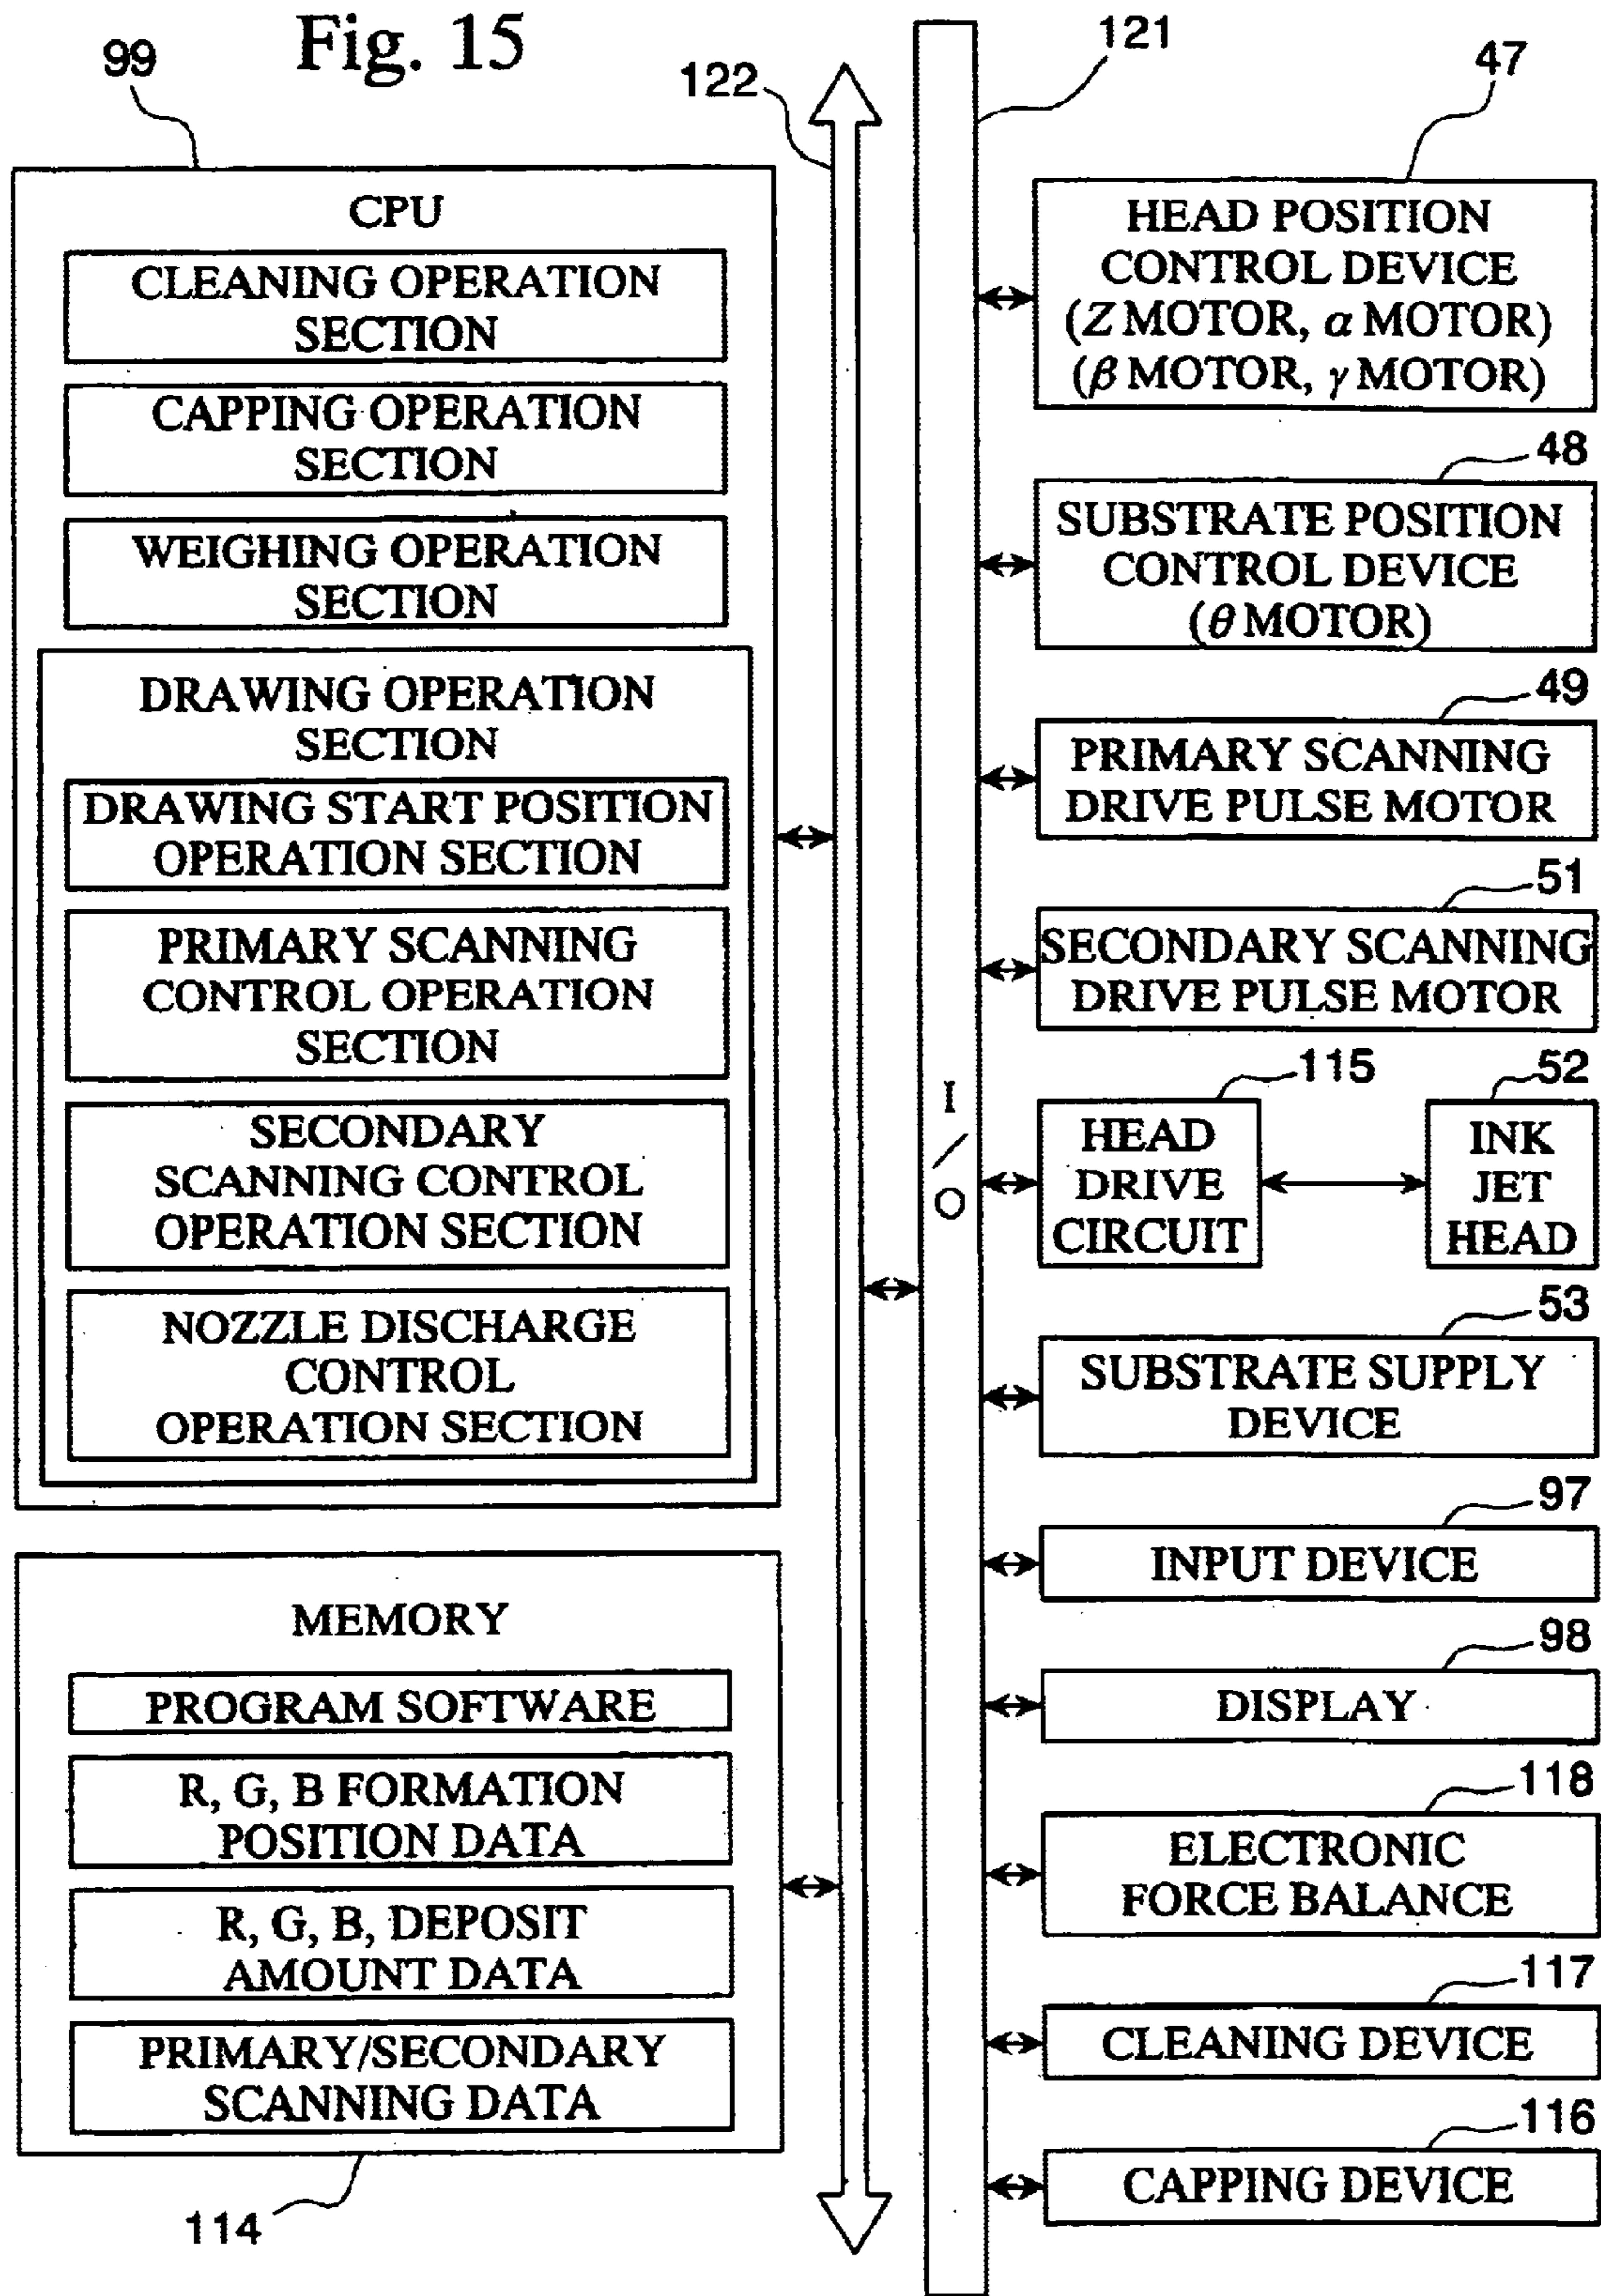 Fig. 15
99
122
121
47
CPU
CLEANING OPERATION
SECTION
CAPPING OPERATION
SECTION
WEIGHING OPERATION
SECTION
DRAWING OPERATION
SECTION
DRAWING START POSITION
OPERATION SECTION
PRIMARY SCANNING
CONTROL OPERATION
SECTION
SECONDARY
SCANNING CONTROL
OPERATION SECTION
NOZZLE DISCHARGE
CONTROL
OPERATION SECTION
MEMORY
PROGRAM SOFTWARE
R, G, B FORMATION
POSITION DATA
R, G, B, DEPOSIT
AMOUNT DATA
PRIMARY/SECONDARY
SCANNING DATA
114
I
/
O
HEAD POSITION
CONTROL DEVICE
(Z MOTOR, α MOTOR)
(β MOTOR, γ MOTOR)
48
SUBSTRATE POSITION
CONTROL DEVICE
(θ MOTOR)
49
PRIMARY SCANNING
DRIVE PULSE MOTOR
51
SECONDARY SCANNING
DRIVE PULSE MOTOR
115
HEAD
DRIVE
CIRCUIT
52
INK
JET
HEAD
53
SUBSTRATE SUPPLY
DEVICE
97
INPUT DEVICE
98
DISPLAY
118
ELECTRONIC
FORCE BALANCE
117
CLEANING DEVICE
116
CAPPING DEVICE